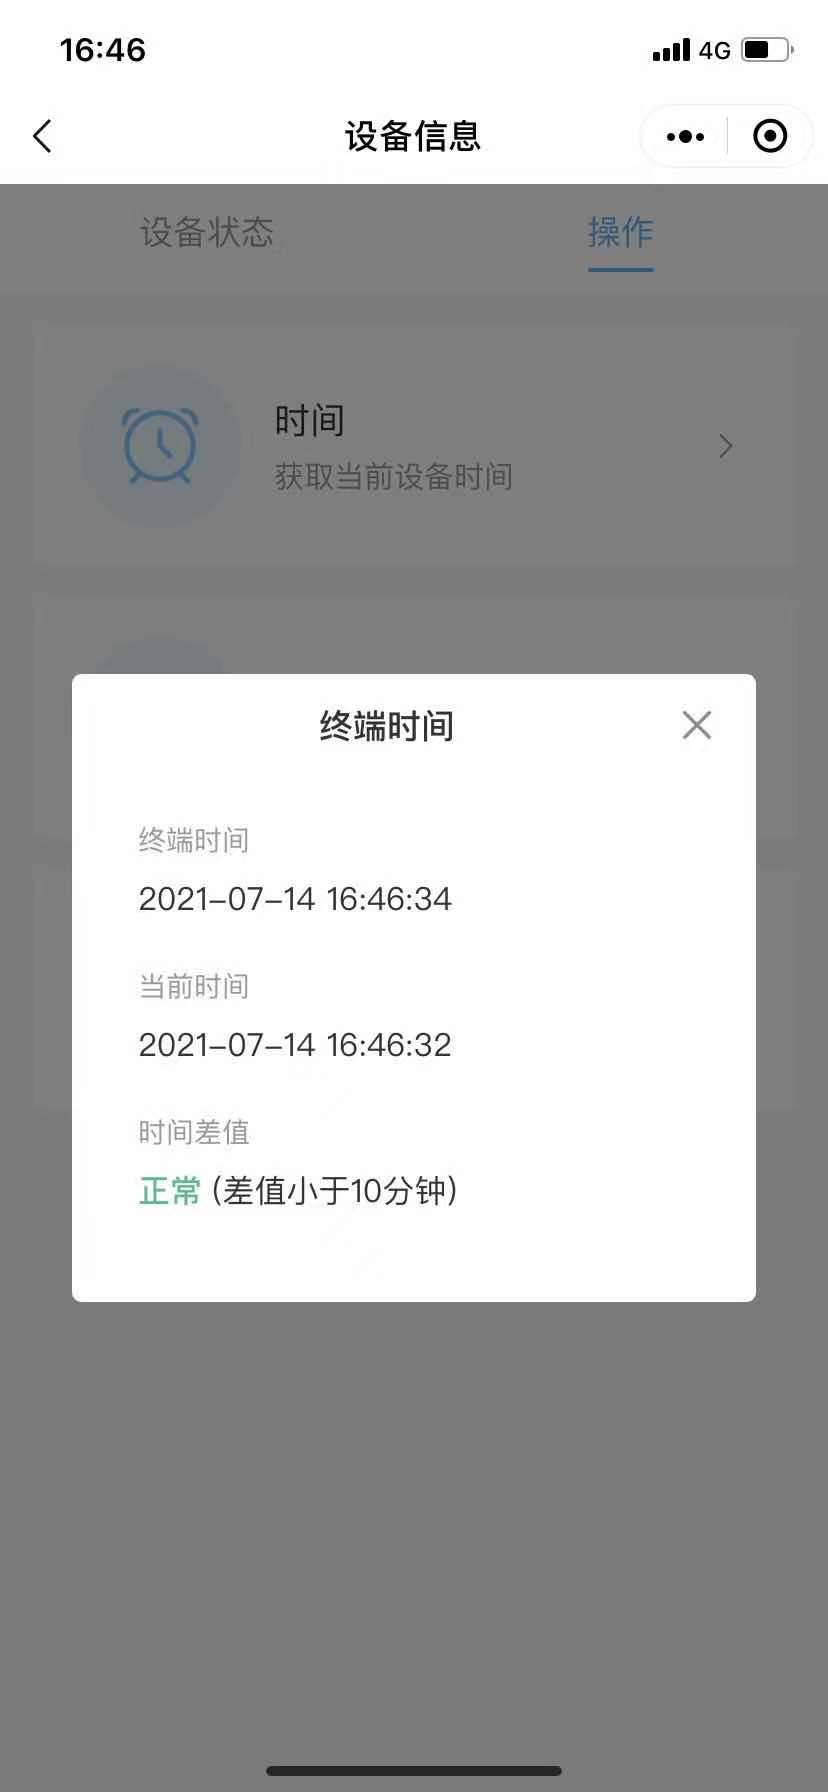 16:46
4G
设备信息
设备状态
操作
时间
获取当前设备时间
终端时间
终端时间
2021-07-14 16:46:34
当前时间
2021-07-14 16:46:32
时间差值
正常 (差值小于10分钟)